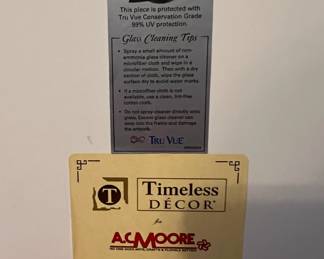 This piece is protected with
Tru Vue Conservation Grade
99% UV protection.
Glass Cleaning Tips
• Spray a small amount of non-
ammonia glass cleaner on a
microfiber cloth and wipe in a
circular motion. Then with a dry
section of cloth, wipe the glass
surface dry to avoid water marks.
• If a microfiber cloth is not
available, use a clean, lint-free
cotton cloth.
• Do not spray cleaner directly onto
glass. Excess glass cleaner can
seep into the frame and damage
the artwork.
TRU VUE
T
Timeless
DÉCOR®
for
A.C. MOORE